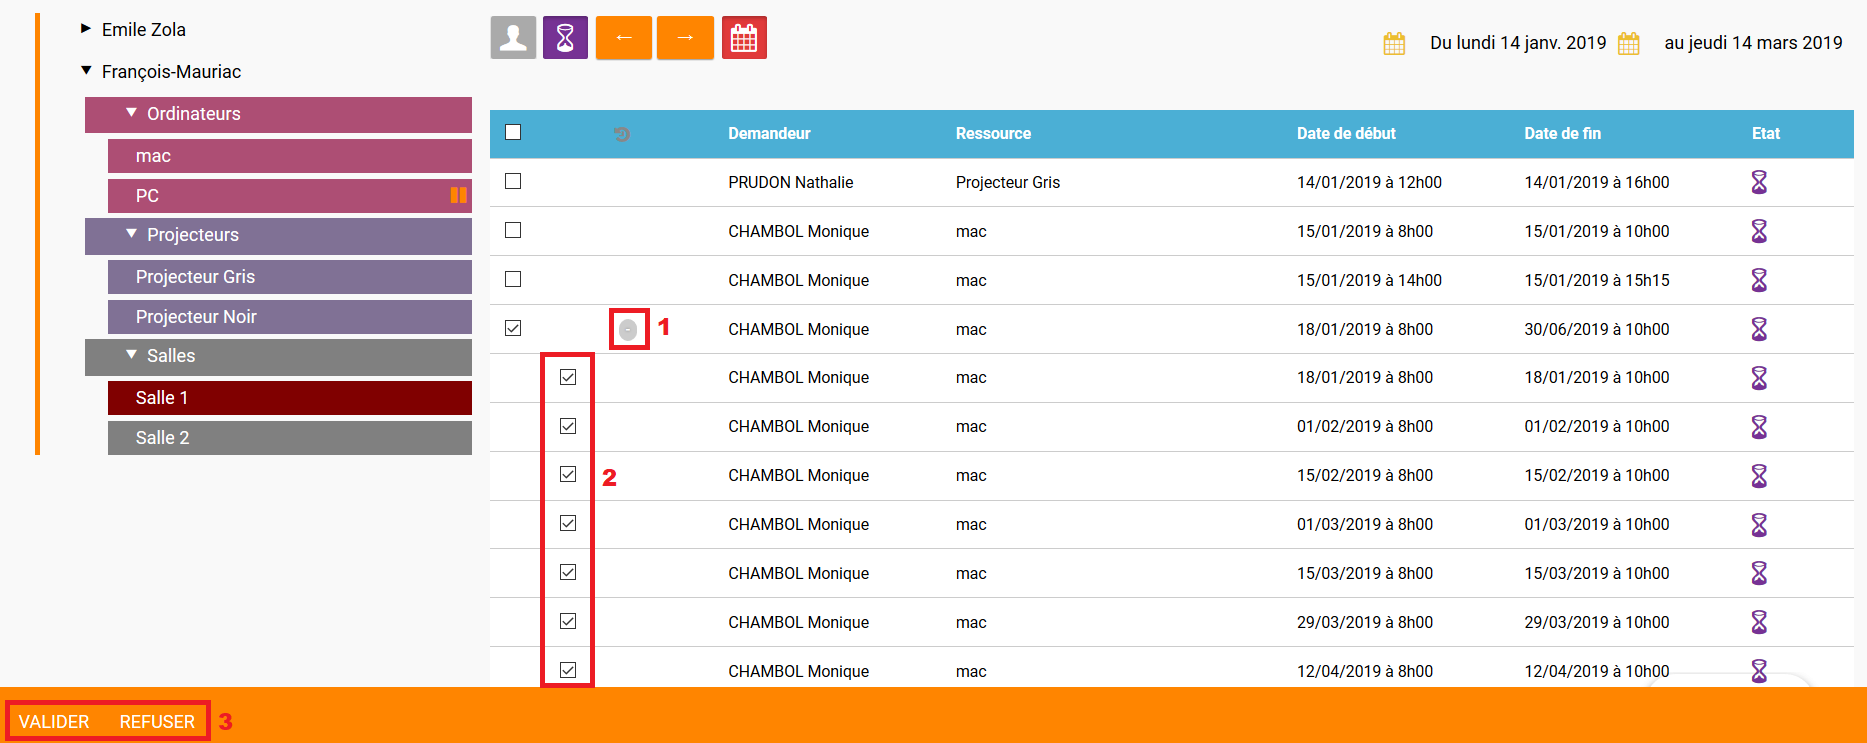 Emile Zola
François-Mauriac
Ordinateurs
mac
PC
Projecteurs
Projecteur Gris
Projecteur Noir
Salles
Salle 1
Salle 2
← →
Du lundi 14 janv. 2019 au jeudi 14 mars 2019
Demandeur Ressource Date de début Date de fin Etat
PRUDON Nathalie Projecteur Gris 14/01/2019 à 12h00 14/01/2019 à 16h00
CHAMBOL Monique mac 15/01/2019 à 8h00 15/01/2019 à 10h00
CHAMBOL Monique mac 15/01/2019 à 14h00 15/01/2019 à 15h15
1 CHAMBOL Monique mac 18/01/2019 à 8h00 30/06/2019 à 10h00
CHAMBOL Monique mac 18/01/2019 à 8h00 18/01/2019 à 10h00
CHAMBOL Monique mac 01/02/2019 à 8h00 01/02/2019 à 10h00
2 CHAMBOL Monique mac 15/02/2019 à 8h00 15/02/2019 à 10h00
CHAMBOL Monique mac 01/03/2019 à 8h00 01/03/2019 à 10h00
CHAMBOL Monique mac 15/03/2019 à 8h00 15/03/2019 à 10h00
CHAMBOL Monique mac 29/03/2019 à 8h00 29/03/2019 à 10h00
CHAMBOL Monique mac 12/04/2019 à 8h00 12/04/2019 à 10h00
VALIDER REFUSER 3